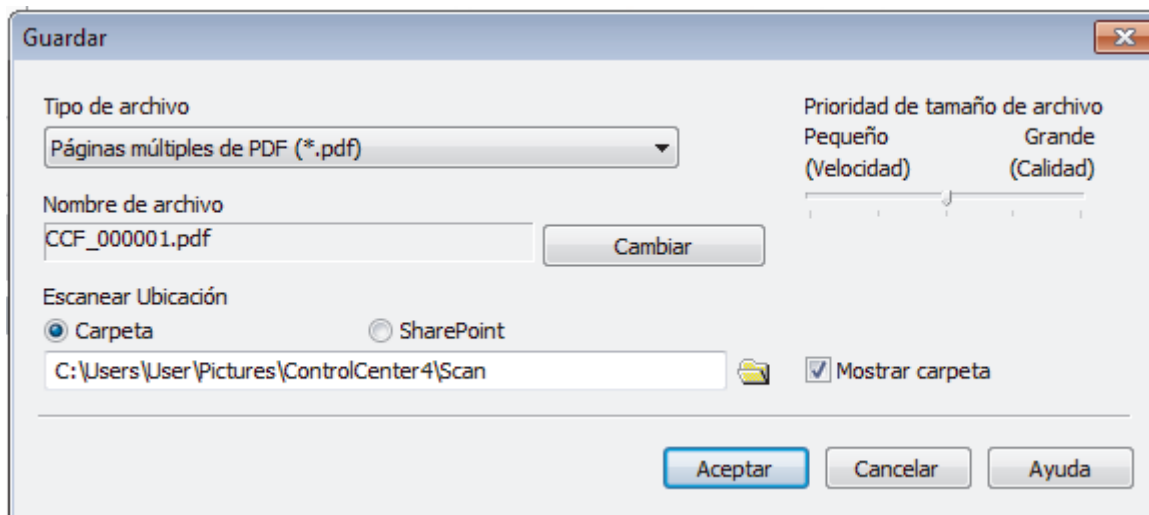 Guardar
Tipo de archivo
Páginas múltiples de PDF (*.pdf)
Prioridad de tamaño de archivo
Pequeño Grande
(Velocidad) (Calidad)
Nombre de archivo
CCF_000001.pdf
Cambiar
Escanear Ubicación
Carpeta SharePoint
C:\Users\User\Pictures\ControlCenter4\Scan
Mostrar carpeta
Aceptar Cancelar Ayuda